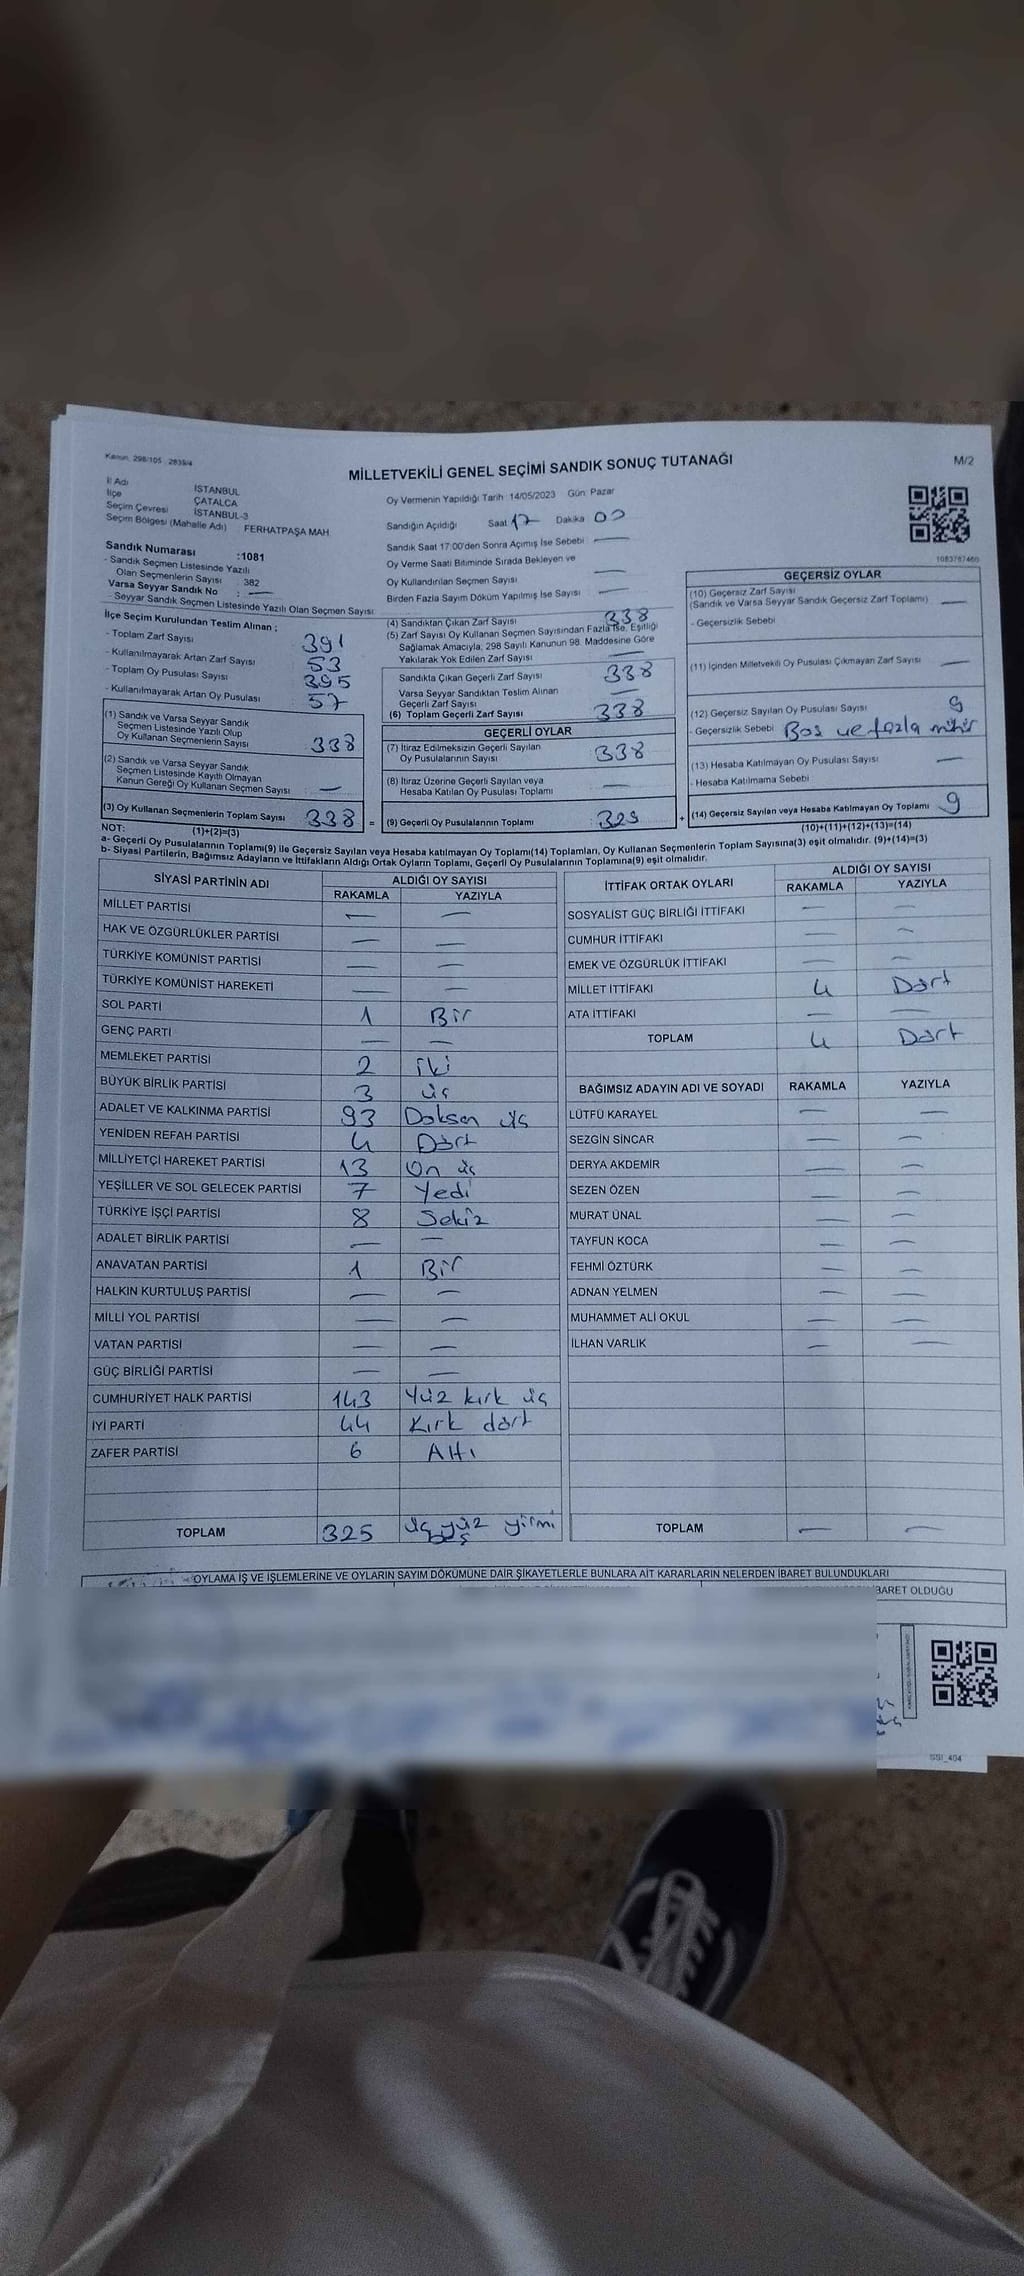 Kanun, 298/105 2839/4
MİLLETVEKİLİ GENEL SEÇİMİ SANDIK SONUÇ TUTANAĞI
M/2
İl Adı İSTANBUL
İlçe ÇATALCA
Seçim Çevresi İSTANBUL-3
Seçim Bölgesi (Mahalle Adı) FERHATPAŞA MAH.
Oy Vermenin Yapıldığı Tarih 14/05/2023 Gün Pazar
Sandığın Açıldığı Saat 17 Dakika 00
Sandık Saat 17:00'den Sonra Açımış İse Sebebi —
Oy Verme Saati Bitiminde Sırada Bekleyen ve
Oy Kullandırılan Seçmen Sayısı —
Birden Fazla Sayım Döküm Yapılmış İse Sayısı —
Sandık Numarası :1081
- Sandık Seçmen Listesinde Yazılı
Olan Seçmenlerin Sayısı : 382
Varsa Seyyar Sandık No : —
- Seyyar Sandık Seçmen Listesinde Yazılı Olan Seçmen Sayısı:
İlçe Seçim Kurulundan Teslim Alınan ;
- Toplam Zarf Sayısı 391
- Kullanılmayarak Artan Zarf Sayısı 53
- Toplam Oy Pusulası Sayısı 395
- Kullanılmayarak Artan Oy Pusulası 57
(1) Sandık ve Varsa Seyyar Sandık
Seçmen Listesinde Yazılı Olup
Oy Kullanan Seçmenlerin Sayısı 338
(2) Sandık ve Varsa Seyyar Sandık
Seçmen Listesinde Kayıtlı Olmayan
Kanun Gereği Oy Kullanan Seçmen Sayısı : —
(3) Oy Kullanan Seçmenlerin Toplam Sayısı 338 =
(1)+(2)=(3)
(4) Sandıktan Çıkan Zarf Sayısı 338
(5) Zarf Sayısı Oy Kullanan Seçmen Sayısından Fazla İse, Eşitliği
Sağlamak Amacıyla, 298 Sayılı Kanunun 98. Maddesine Göre
Yakılarak Yok Edilen Zarf Sayısı —
Sandıkta Çıkan Geçerli Zarf Sayısı 338
Varsa Seyyar Sandıktan Teslim Alınan
Geçerli Zarf Sayısı —
(6) Toplam Geçerli Zarf Sayısı 338
GEÇERLİ OYLAR
(7) İtiraz Edilmeksizin Geçerli Sayılan
Oy Pusulalarının Sayısı 338
(8) İtiraz Üzerine Geçerli Sayılan veya
Hesaba Katılan Oy Pusulası Toplamı —
(9) Geçerli Oy Pusulalarının Toplamı : 329 +
1083767460
GEÇERSİZ OYLAR
(10) Geçersiz Zarf Sayısı
(Sandık ve Varsa Seyyar Sandık Geçersiz Zarf Toplamı) —
- Geçersizlik Sebebi
(11) İçinden Milletvekili Oy Pusulası Çıkmayan Zarf Sayısı —
(12) Geçersiz Sayılan Oy Pusulası Sayısı 9
- Geçersizlik Sebebi Boş ve fazla mühür
(13) Hesaba Katılmayan Oy Pusulası Sayısı —
- Hesaba Katılmama Sebebi
(14) Geçersiz Sayılan veya Hesaba Katılmayan Oy Toplamı 9
(10)+(11)+(12)+(13)=(14)
NOT:
a- Geçerli Oy Pusulalarının Toplamı(9) ile Geçersiz Sayılan veya Hesaba katılmayan Oy Toplamı(14) Toplamları, Oy Kullanan Seçmenlerin Toplam Sayısına(3) eşit olmalıdır. (9)+(14)=(3)
b- Siyasi Partilerin, Bağımsız Adayların ve İttifakların Aldığı Ortak Oyların Toplamı, Geçerli Oy Pusulalarının Toplamına(9) eşit olmalıdır.
SİYASİ PARTİNİN ADI ALDIĞI OY SAYISI
RAKAMLA YAZIYLA
MİLLET PARTİSİ — —
HAK VE ÖZGÜRLÜKLER PARTİSİ — —
TÜRKİYE KOMÜNİST PARTİSİ — —
TÜRKİYE KOMÜNİST HAREKETİ — —
SOL PARTİ 1 Bir
GENÇ PARTİ — —
MEMLEKET PARTİSİ 2 iki
BÜYÜK BİRLİK PARTİSİ 3 üç
ADALET VE KALKINMA PARTİSİ 93 Doksan üç
YENİDEN REFAH PARTİSİ 4 Dört
MİLLİYETÇİ HAREKET PARTİSİ 13 On üç
YEŞİLLER VE SOL GELECEK PARTİSİ 7 Yedi
TÜRKİYE İŞÇİ PARTİSİ 8 Sekiz
ADALET BİRLİK PARTİSİ — —
ANAVATAN PARTİSİ 1 Bir
HALKIN KURTULUŞ PARTİSİ — —
MİLLİ YOL PARTİSİ — —
VATAN PARTİSİ — —
GÜÇ BİRLİĞİ PARTİSİ — —
CUMHURİYET HALK PARTİSİ 143 Yüz kırk üç
İYİ PARTİ 44 Kırk dört
ZAFER PARTİSİ 6 Altı
TOPLAM 325 üç yüz yirmi beş
İTTİFAK ORTAK OYLARI ALDIĞI OY SAYISI
RAKAMLA YAZIYLA
SOSYALİST GÜÇ BİRLİĞİ İTTİFAKI — —
CUMHUR İTTİFAKI — —
EMEK VE ÖZGÜRLÜK İTTİFAKI — —
MİLLET İTTİFAKI 4 Dört
ATA İTTİFAKI — —
TOPLAM 4 Dört
BAĞIMSIZ ADAYIN ADI VE SOYADI RAKAMLA YAZIYLA
LÜTFÜ KARAYEL — —
SEZGİN SİNCAR — —
DERYA AKDEMİR — —
SEZEN ÖZEN — —
MURAT ÜNAL — —
TAYFUN KOCA — —
FEHMİ ÖZTÜRK — —
ADNAN YELMEN — —
MUHAMMET ALİ OKUL — —
İLHAN VARLIK — —
TOPLAM — —
OYLAMA İŞ VE İŞLEMLERİNE VE OYLARIN SAYIM DÖKÜMÜNE DAİR ŞİKAYETLERLE BUNLARA AİT KARARLARIN NELERDEN İBARET BULUNDUKLARI
BARET OLDUĞU
SSI_404